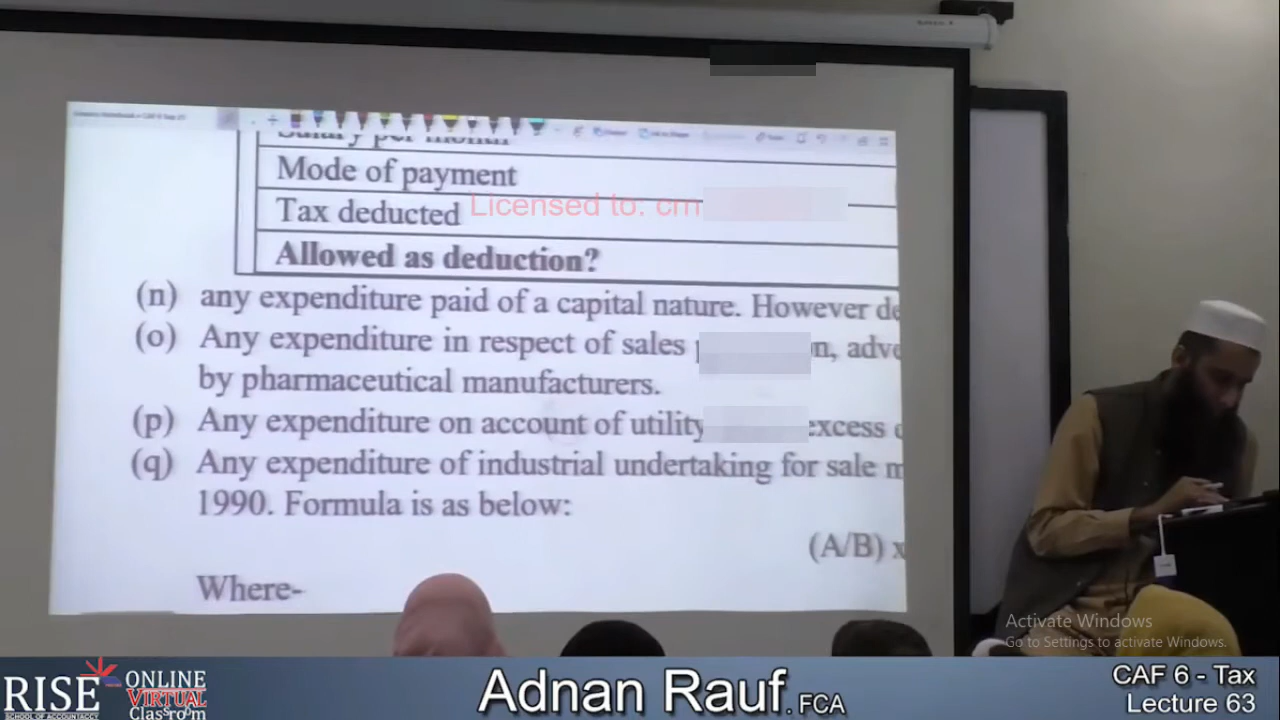 Salary per month
Mode of payment
Tax deducted
Licensed to. cm
Allowed as deduction?
(n) any expenditure paid of a capital nature. However de
(o) Any expenditure in respect of sales n, adve
by pharmaceutical manufacturers.
(p) Any expenditure on account of utility excess
(q) Any expenditure of industrial undertaking for sale m
1990. Formula is as below:
(A/B) x
Where-
Activate Windows
Go to Settings to activate Windows.
RISE
SCHOOL OF ACCOUNTANCY
ONLINE
VIRTUAL
Classroom
Adnan Rauf. FCA
CAF 6 - Tax
Lecture 63